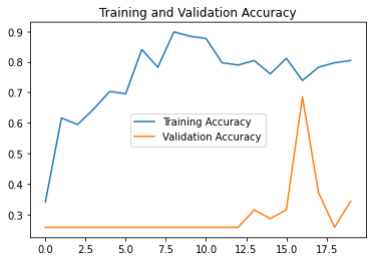 Training and Validation Accuracy
0.9
0.8
0.7
0.6
0.5
0.4
0.3
Training Accuracy
Validation Accuracy
0.0 2.5 5.0 7.5 10.0 12.5 15.0 17.5